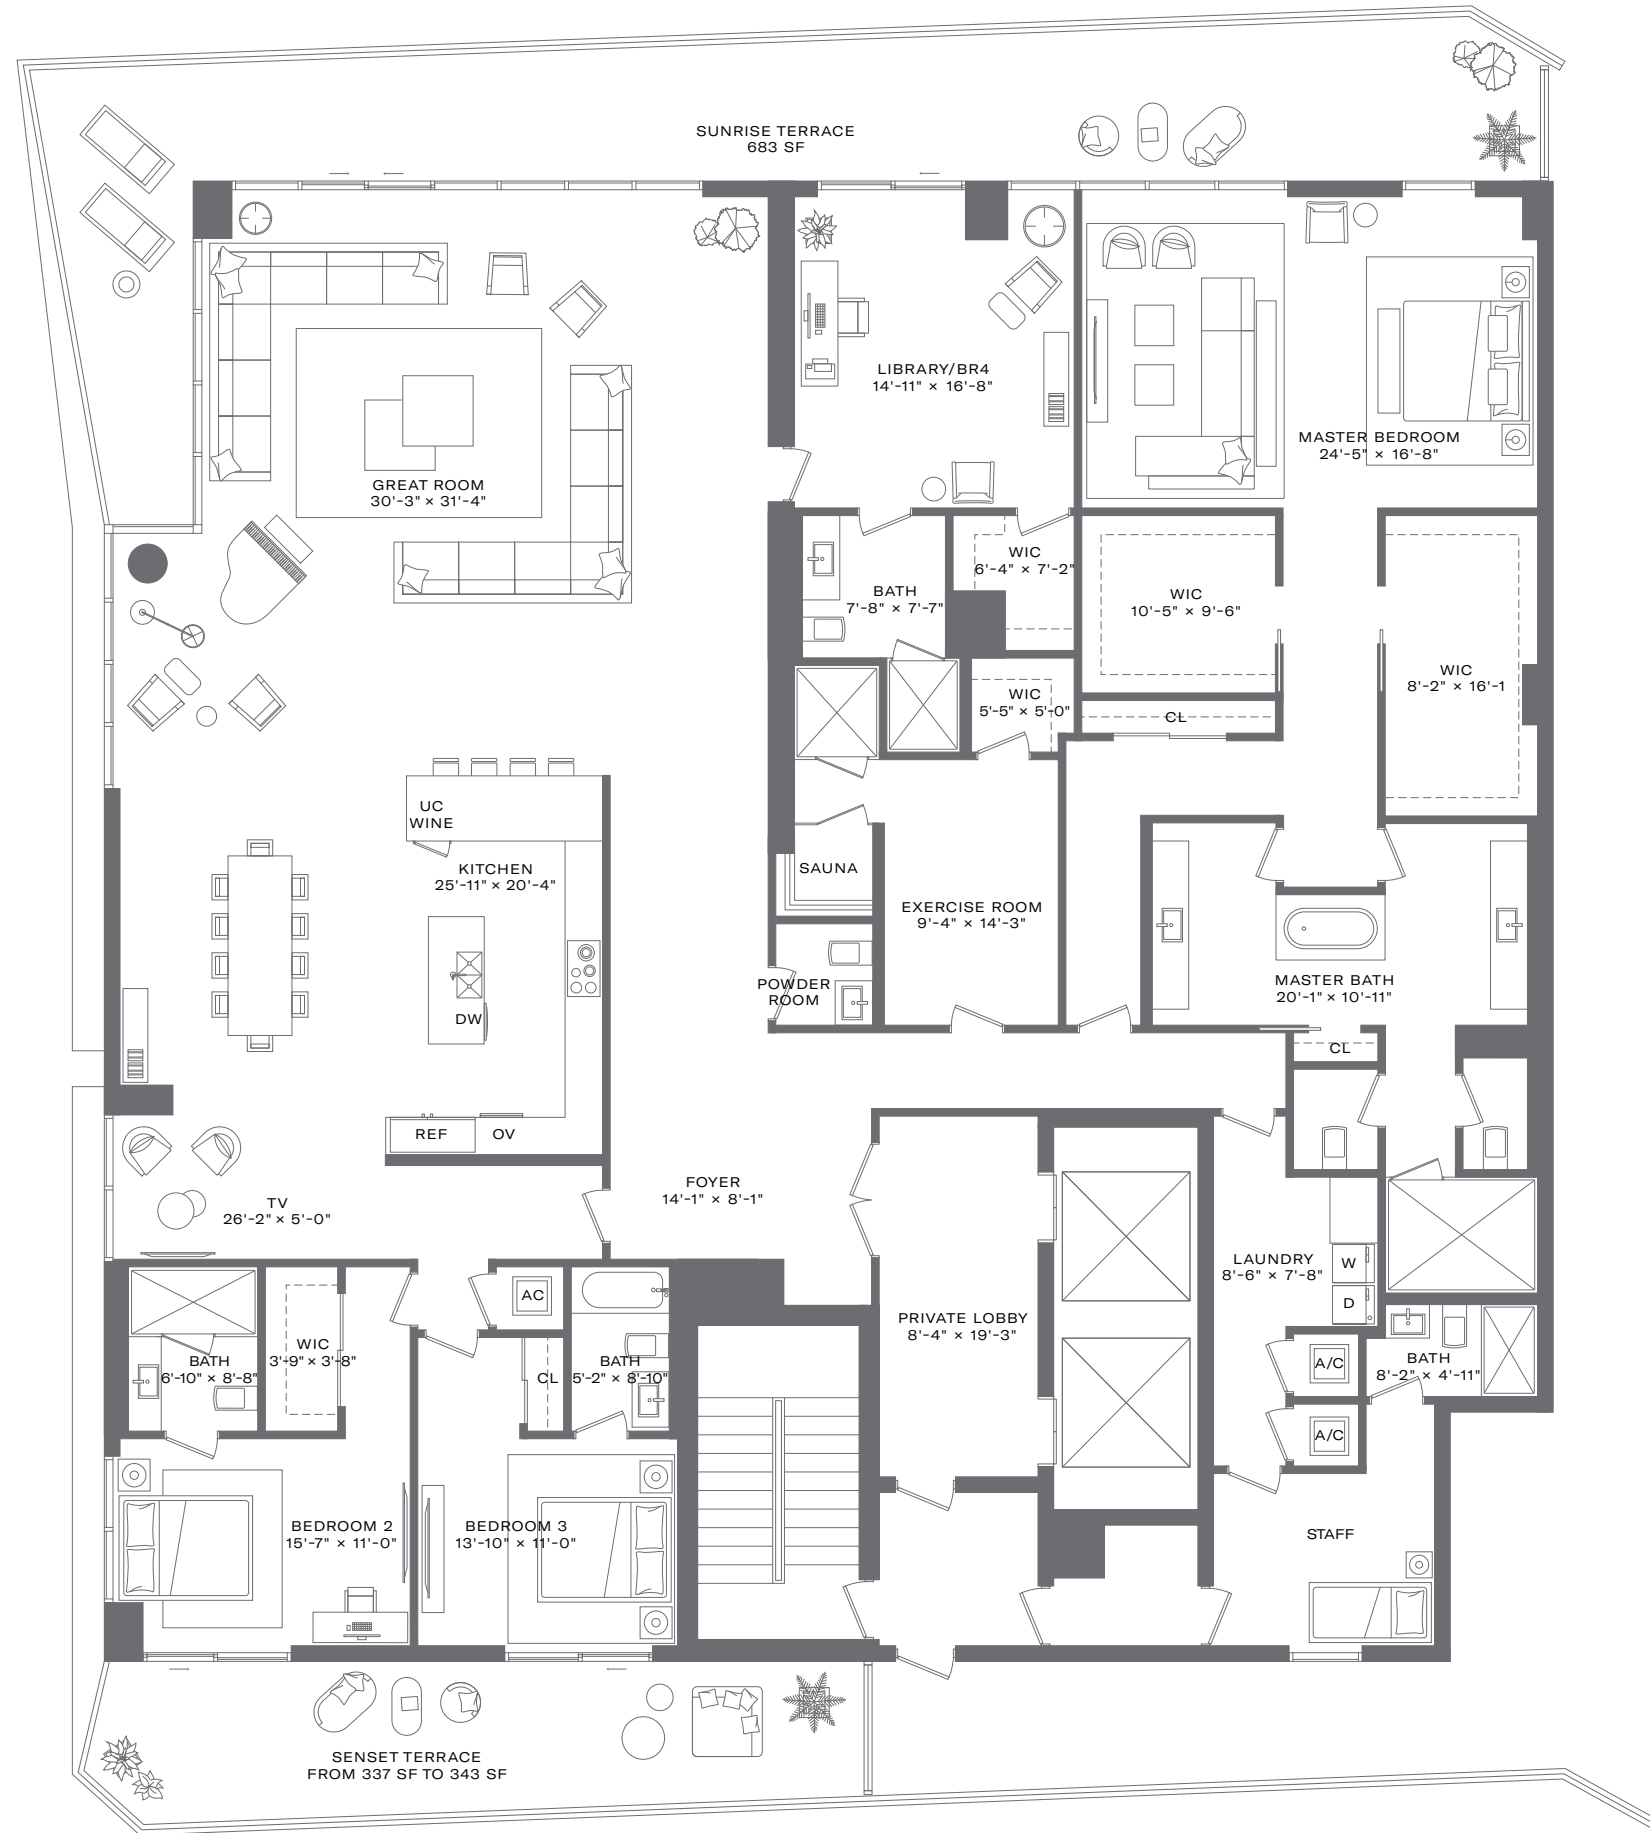 SUNRISE TERRACE
683 SF
LIBRARY/BR4
14'-11" × 16'-8"
MASTER BEDROOM
24'-5" × 16'-8"
GREAT ROOM
30'-3" × 31'-4"
WIC
6'-4" × 7'-2"
BATH
7'-8" × 7'-7"
WIC
10'-5" × 9'-6"
WIC
8'-2" × 16'-1
WIC
5'-5" × 5'-0"
CL
UC
WINE
KITCHEN
25'-11" × 20'-4"
SAUNA
EXERCISE ROOM
9'-4" × 14'-3"
POWDER
ROOM
MASTER BATH
20'-1" × 10'-11"
DW
CL
REF
OV
FOYER
14'-1" × 8'-1"
TV
26'-2" × 5'-0"
LAUNDRY
8'-6" × 7'-8"
W
D
AC
PRIVATE LOBBY
8'-4" × 19'-3"
WIC
3'-9" × 3'-8"
BATH
6'-10" × 8'-8"
CL
BATH
5'-2" × 8'-10"
A/C
BATH
8'-2" × 4'-11"
A/C
BEDROOM 2
15'-7" × 11'-0"
BEDROOM 3
13'-10" × 11'-0"
STAFF
SENSET TERRACE
FROM 337 SF TO 343 SF